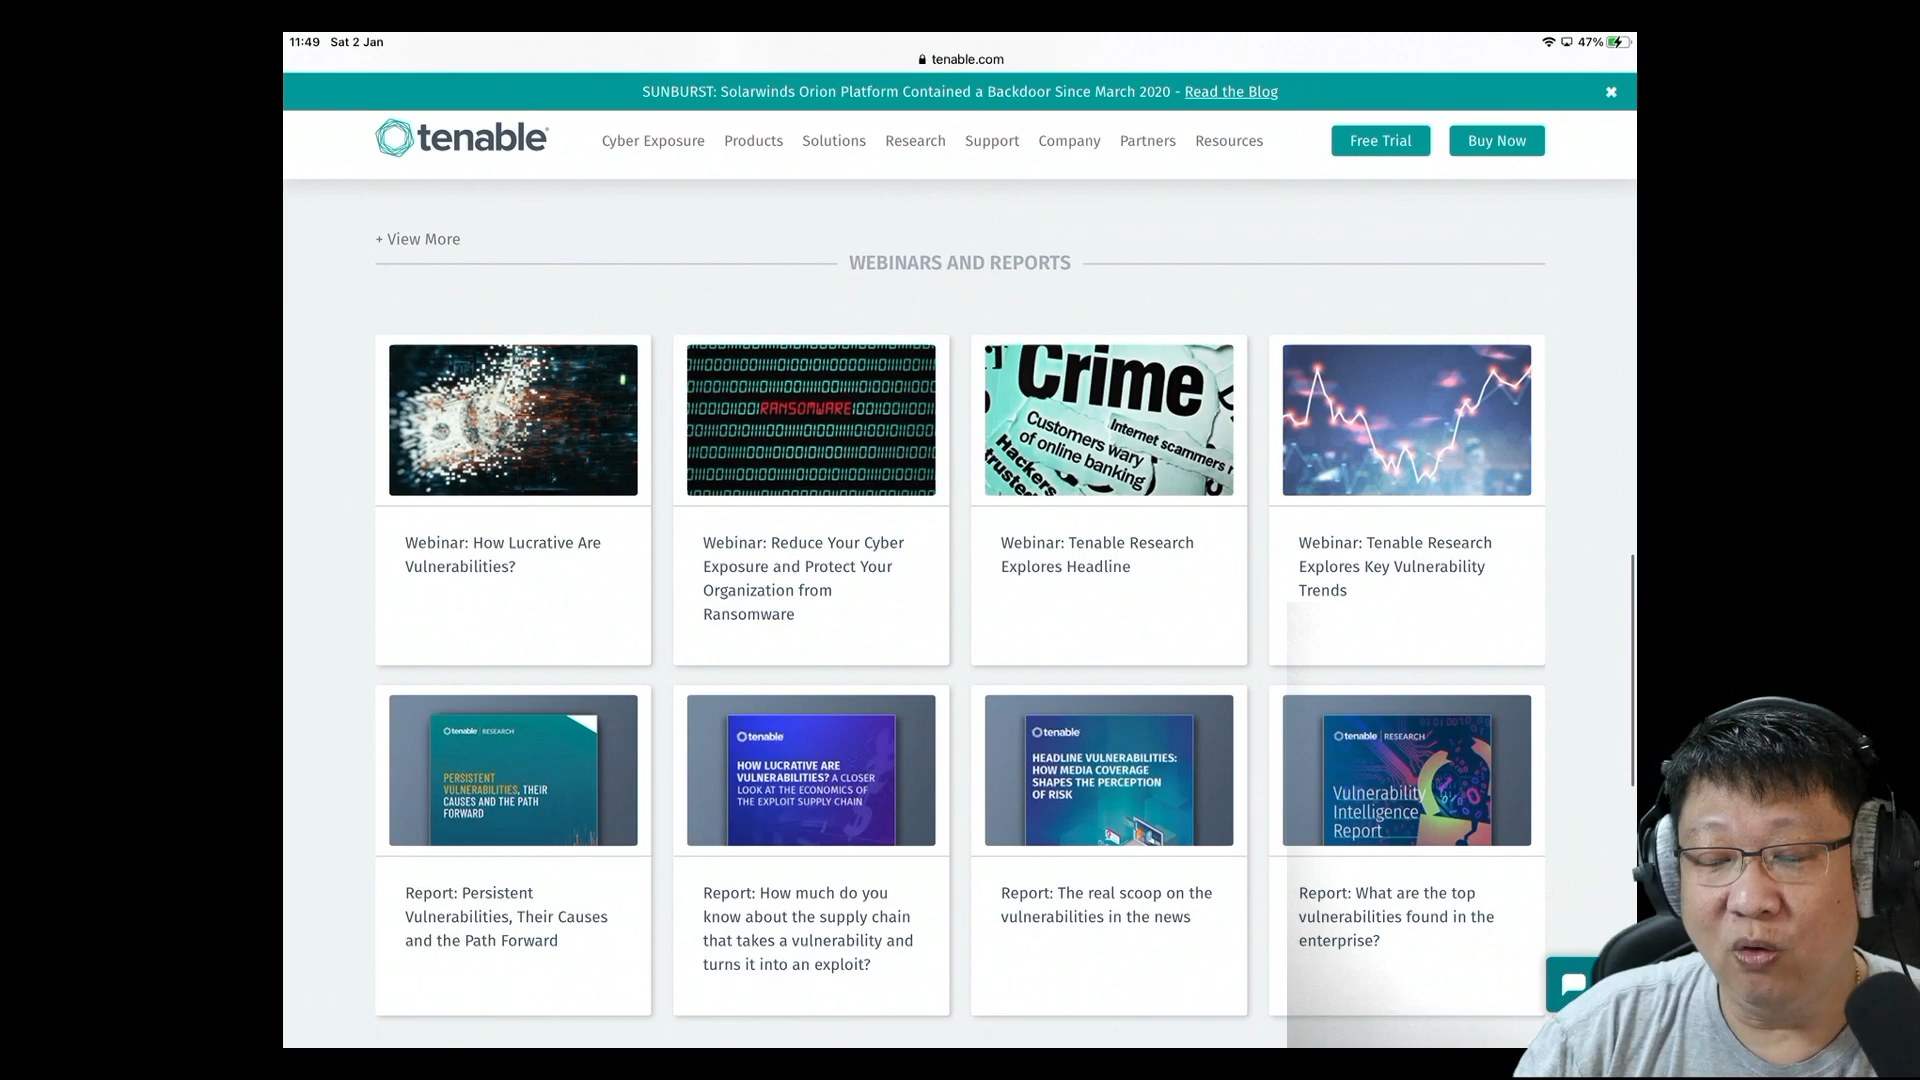 11:49 Sat 2 Jan
47%
tenable.com
SUNBURST: Solarwinds Orion Platform Contained a Backdoor Since March 2020 - Read the Blog
tenable
Cyber Exposure Products Solutions Research Support Company Partners Resources
Free Trial Buy Now
+ View More
WEBINARS AND REPORTS
RANSOMWARE
Crime
Customers wary
of online banking
Internet scammers
Hackers
truste
Webinar: How Lucrative Are
Vulnerabilities?
Webinar: Reduce Your Cyber
Exposure and Protect Your
Organization from
Ransomware
Webinar: Tenable Research
Explores Headline
Webinar: Tenable Research
Explores Key Vulnerability
Trends
tenable RESEARCH
PERSISTENT
VULNERABILITIES, THEIR
CAUSES AND THE PATH
FORWARD
tenable
HOW LUCRATIVE ARE
VULNERABILITIES? A CLOSER
LOOK AT THE ECONOMICS OF
THE EXPLOIT SUPPLY CHAIN
tenable
HEADLINE VULNERABILITIES:
HOW MEDIA COVERAGE
SHAPES THE PERCEPTION
OF RISK
tenable RESEARCH
Vulnerability
Intelligence
Report
Report: Persistent
Vulnerabilities, Their Causes
and the Path Forward
Report: How much do you
know about the supply chain
that takes a vulnerability and
turns it into an exploit?
Report: The real scoop on the
vulnerabilities in the news
Report: What are the top
vulnerabilities found in the
enterprise?